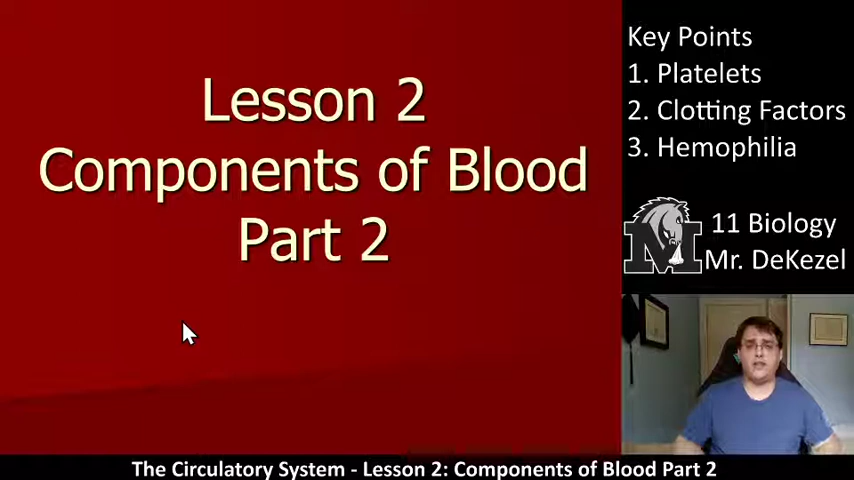 Lesson 2
Components of Blood
Part 2
Key Points
1. Platelets
2. Clotting Factors
3. Hemophilia
M
11 Biology
Mr. DeKezel
The Circulatory System - Lesson 2: Components of Blood Part 2